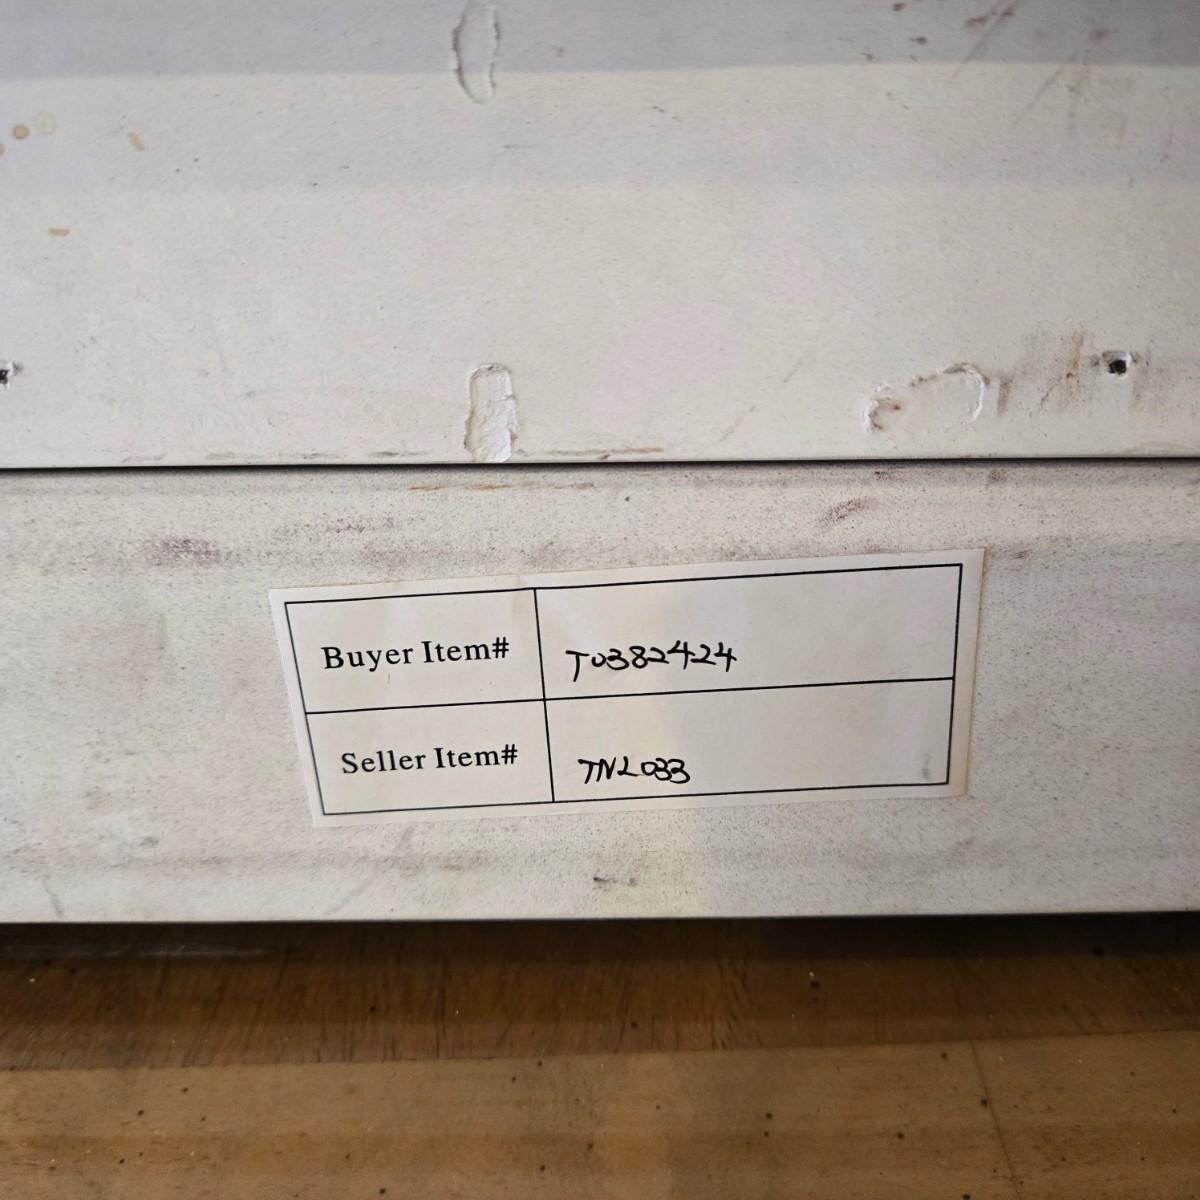 Buyer Item# T0382424
Seller Item# TNL033